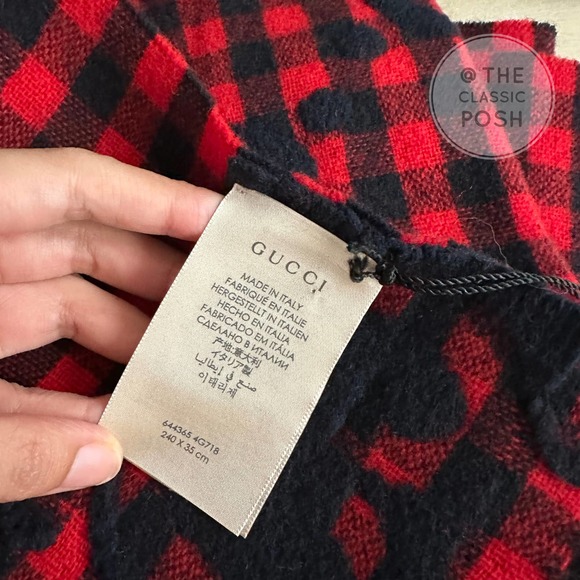 @ THE
CLASSIC
POSH
GUCCI
MADE IN ITALY
FABRIQUÉ EN ITALIE
HERGESTELLT IN ITALIEN
HECHO EN ITALIA
FABRICADO EM ITÁLIA
СДЕЛАНО В ИТАЛИИ
产地:意大利
イタリア製
صنع في إيطاليا
이태리제
644365 4G718
240 X 35 cm